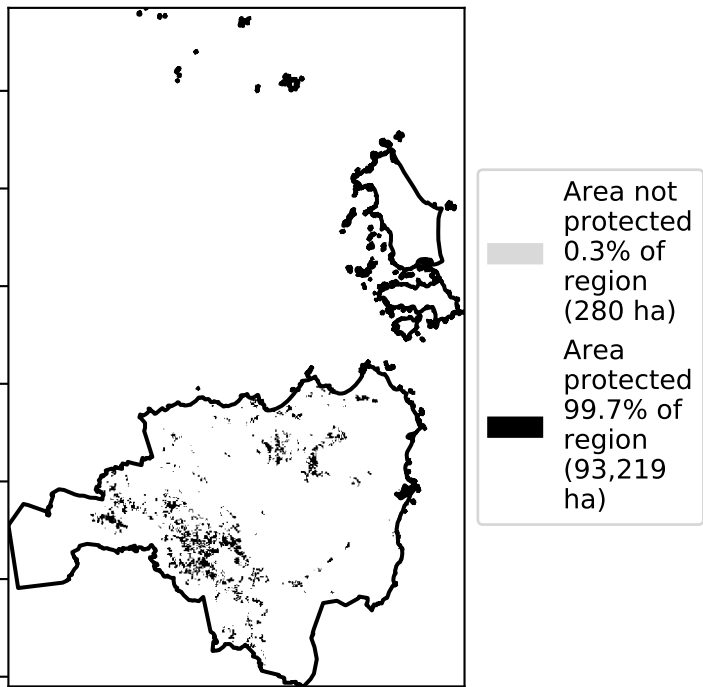 Area not
protected
0.3% of
region
(280 ha)
Area
protected
99.7% of
region
(93,219
ha)